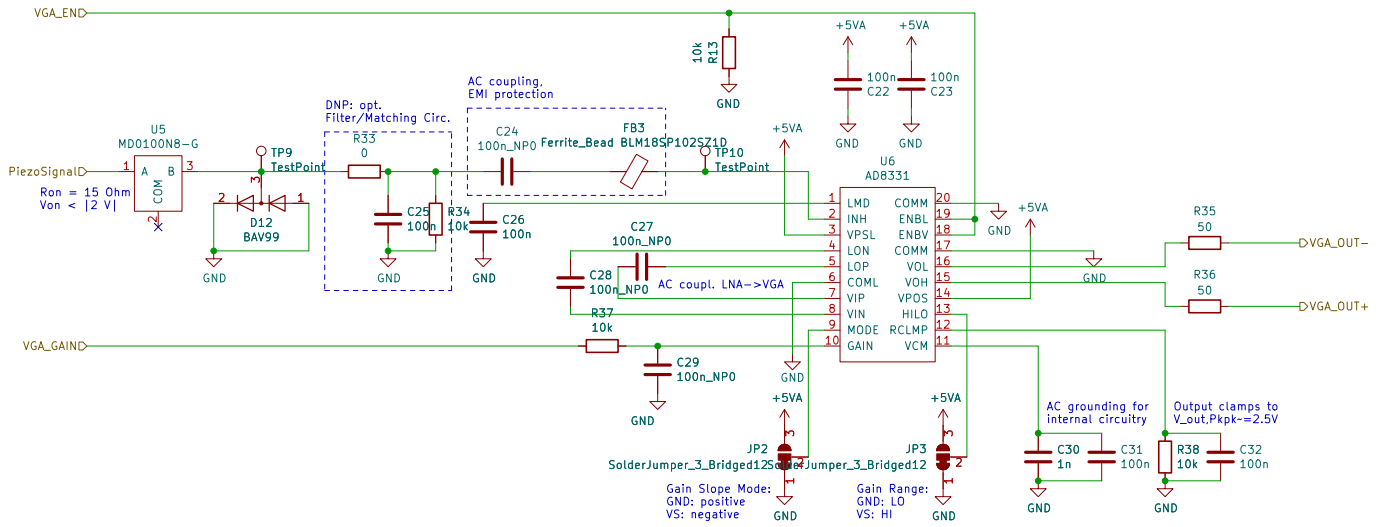 VGA_EN
10k
R13
GND
+5VA
100n
C22
GND
+5VA
100n
C23
GND
AC coupling,
EMI protection
DNP: opt.
Filter/Matching Circ.
U5
MD0100N8-G
PiezoSignal
1
A
B
3
COM
2
Ron = 15 Ohm
Von < |2 V|
TP9
TestPoint
3
2
1
D12
BAV99
GND
R33
0
C25
100n
R34
10k
GND
C24
100n_NP0
FB3
Ferrite_Bead BLM18SP102SZ1D
TP10
TestPoint
+5VA
C26
100n
GND
C27
100n_NP0
C28
100n_NP0
AC coupl. LNA->VGA
R37
10k
VGA_GAIN
C29
100n_NP0
GND
GND
U6
AD8331
1 LMD
2 INH
3 VPSL
4 LON
5 LOP
6 COML
7 VIP
8 VIN
9 MODE
10 GAIN
COMM 20
ENBL 19
ENBV 18
COMM 17
VOL 16
VOH 15
VPOS 14
HILO 13
RCLMP 12
VCM 11
GND
+5VA
GND
R35
50
VGA_OUT-
R36
50
VGA_OUT+
+5VA
3
JP2
2
SolderJumper_3_Bridged12
1
Gain Slope Mode:
GND: positive
VS: negative
GND
+5VA
3
JP3
2
SolderJumper_3_Bridged12
1
Gain Range:
GND: LO
VS: HI
GND
AC grounding for
internal circuitry
C30
1n
C31
100n
GND
Output clamps to
V_out,Pkpk~=2.5V
R38
10k
C32
100n
GND